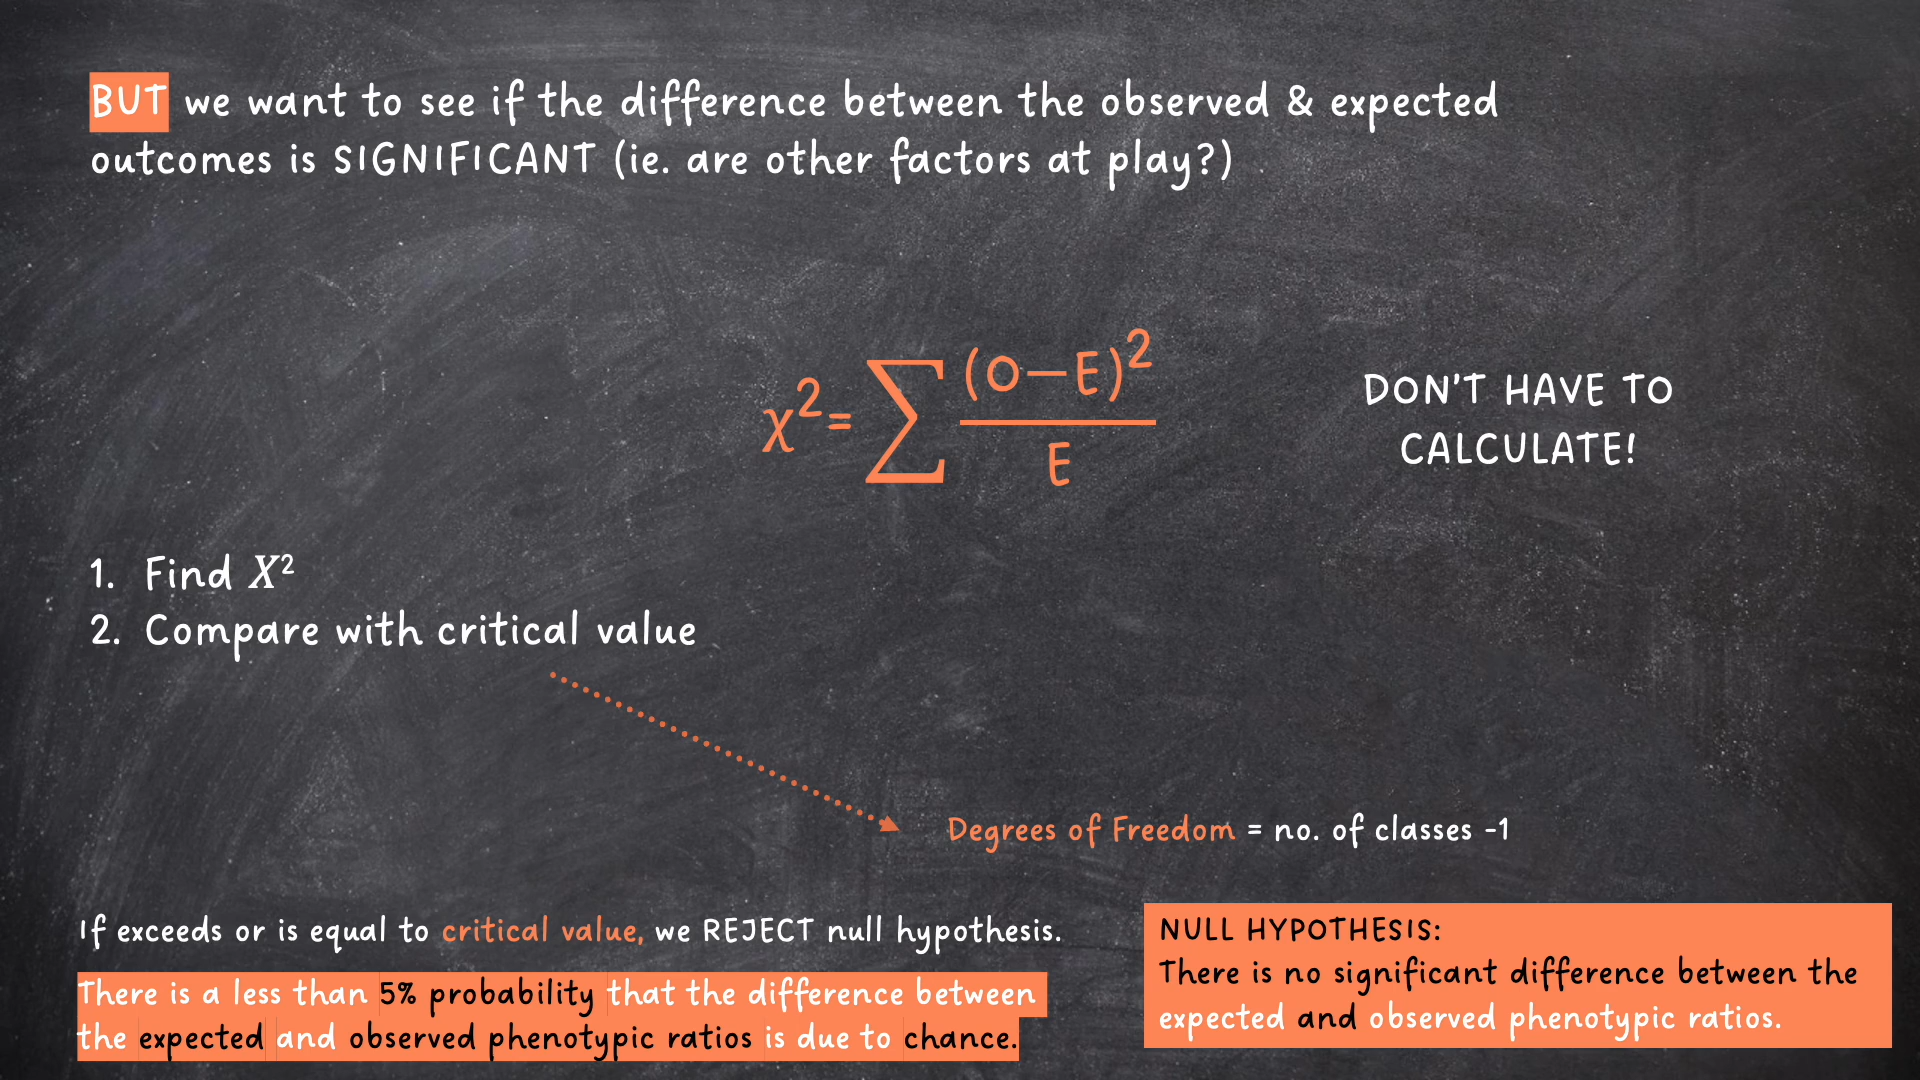 BUT we want to see if the difference between the observed & expected
outcomes is SIGNIFICANT (ie. are other factors at play?)
χ²=∑(O−E)²/E
DON'T HAVE TO
CALCULATE!
1. Find X²
2. Compare with critical value
Degrees of Freedom = no. of classes -1
If exceeds or is equal to critical value, we REJECT null hypothesis.
There is a less than 5% probability that the difference between
the expected and observed phenotypic ratios is due to chance.
NULL HYPOTHESIS:
There is no significant difference between the
expected and observed phenotypic ratios.